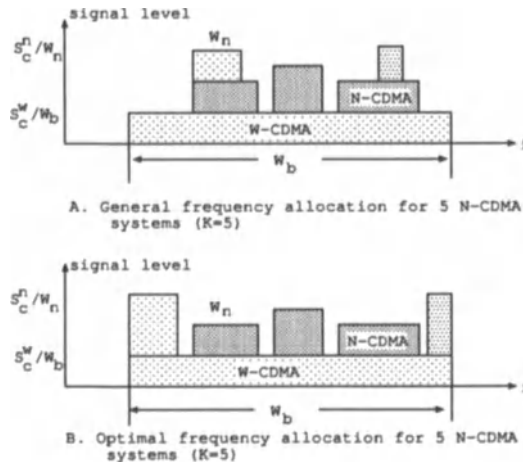 signal level
S_c^n/W_n
W_n
N-CDMA
S_c^w/W_b
W-CDMA
W_b
A. General frequency allocation for 5 N-CDMA
systems (K=5)
signal level
S_c^n/W_n
W_n
N-CDMA
S_c^w/W_b
W-CDMA
W_b
B. Optimal frequency allocation for 5 N-CDMA
systems (K=5)